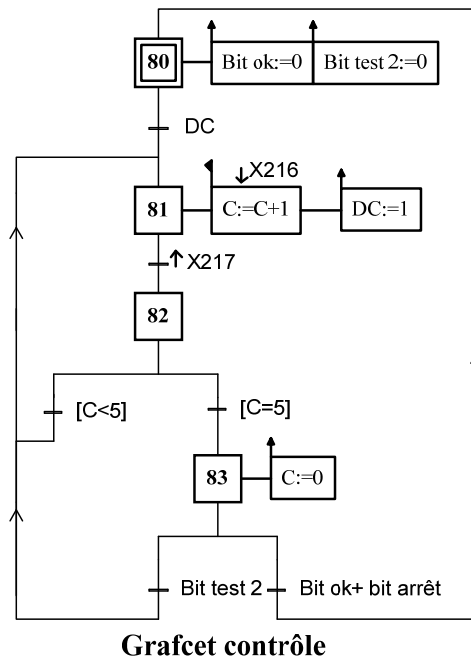 80
Bit ok:=0
Bit test 2:=0
DC
↓X216
81
C:=C+1
DC:=1
↑X217
82
[C<5]
[C=5]
83
C:=0
Bit test 2
Bit ok+ bit arrêt
Grafcet contrôle